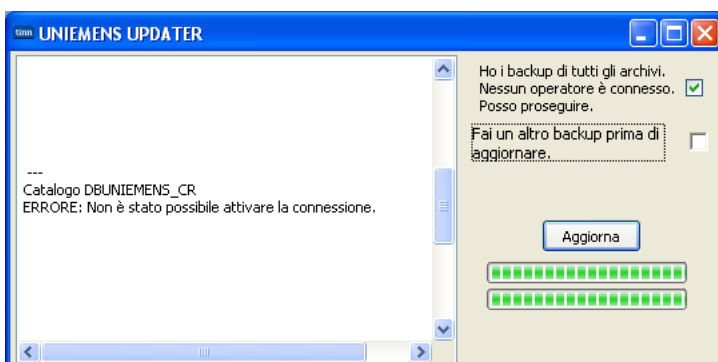 tinn UNIEMENS UPDATER
Ho i backup di tutti gli archivi.
Nessun operatore è connesso.
Posso proseguire.
Fai un altro backup prima di
aggiornare.
---
Catalogo DBUNIEMENS_CR
ERRORE: Non è stato possibile attivare la connessione.
Aggiorna